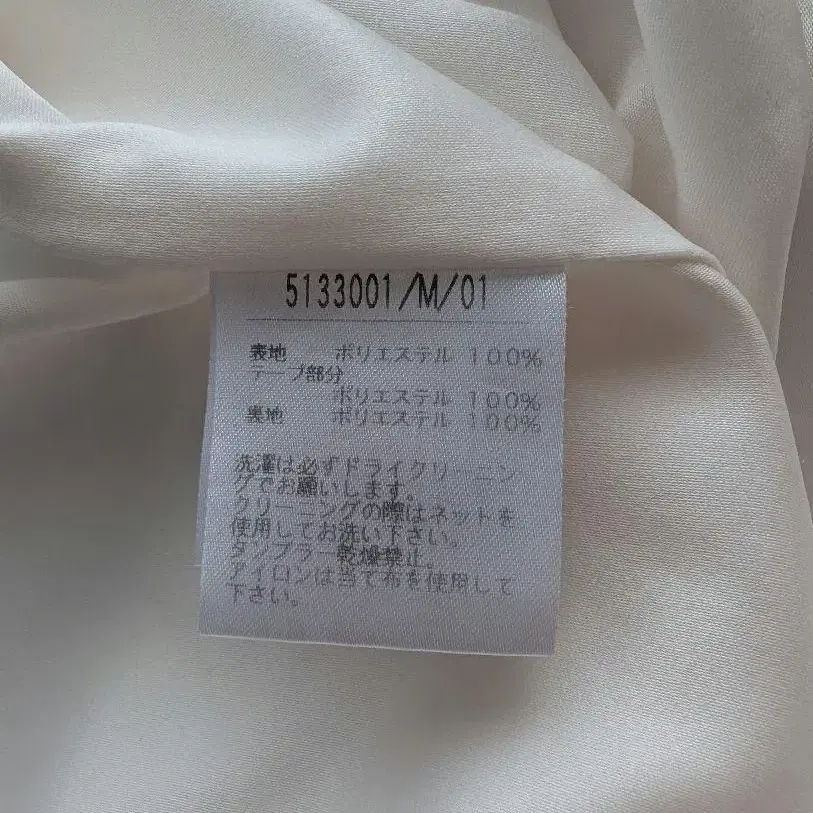 5133001/M/01
表地 ポリエステル 100%
テープ部分
ポリエステル 100%
裏地 ポリエステル 100%
洗濯は必ずドライクリーニン
グでお願いします。
クリーニングの際はネットを
使用してお洗い下さい。
タンブラー乾燥禁止。
アイロンは当て布を使用して
下さい。